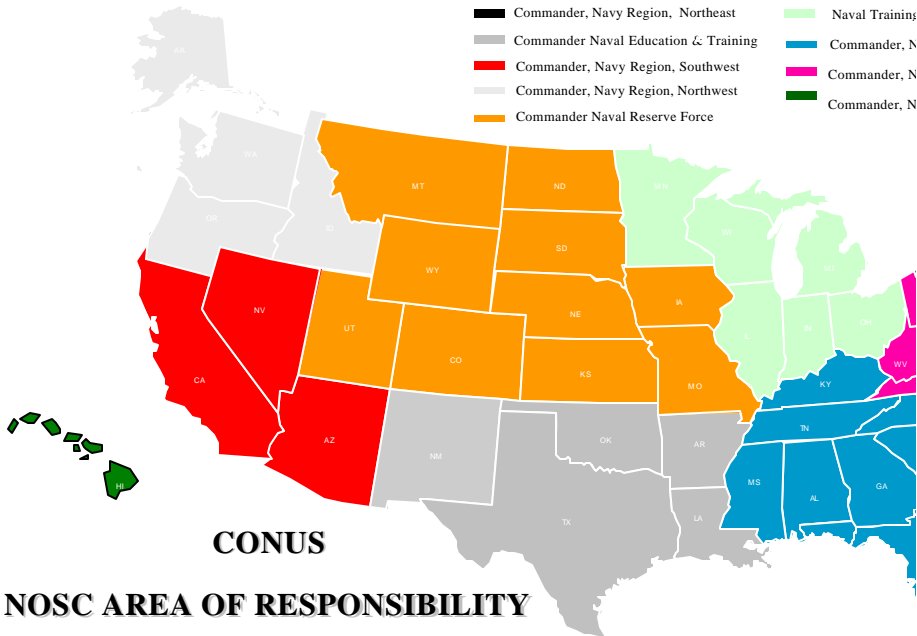 Commander, Navy Region, Northeast
Commander Naval Education & Training
Commander, Navy Region, Southwest
Commander, Navy Region, Northwest
Commander Naval Reserve Force
Naval Training
Commander, N
Commander, N
Commander, N
AK
WA
OR
ID
MT
ND
MN
SD
WI
WY
MI
NV
UT
NE
IA
CO
KS
IL
IN
OH
WV
CA
MO
KY
AZ
NM
OK
AR
TN
HI
TX
LA
MS
AL
GA
CONUS
NOSC AREA OF RESPONSIBILITY